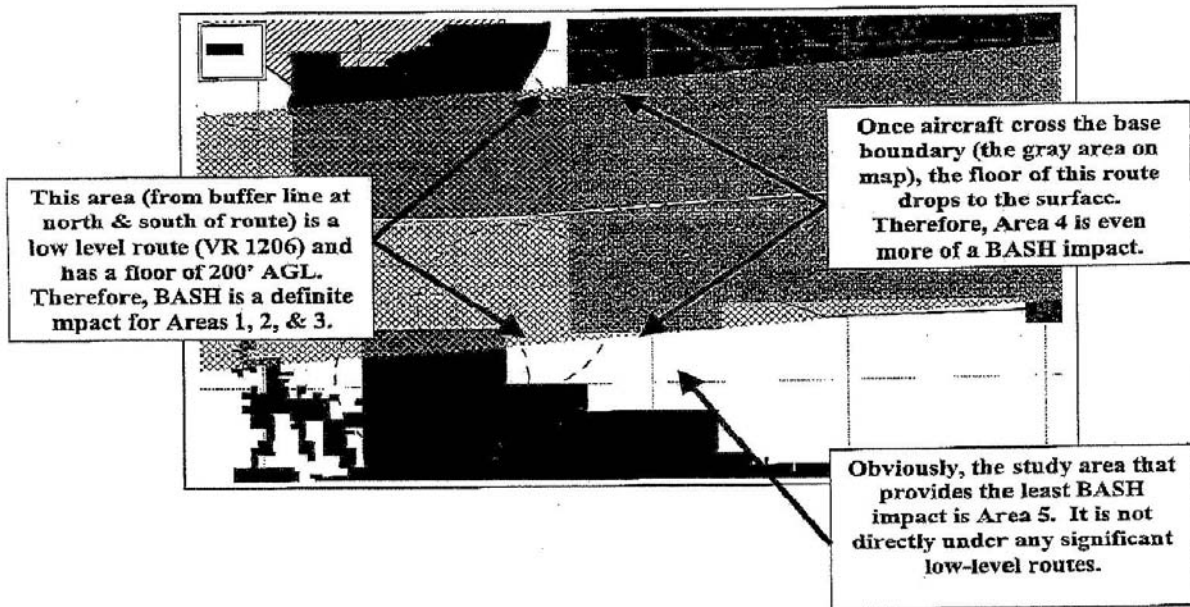 This area (from buffer line at
north & south of route) is a
low level route (VR 1206) and
has a floor of 200' AGL.
Therefore, BASH is a definite
mpact for Areas 1, 2, & 3.
Once aircraft cross the base
boundary (the gray area on
map), the floor of this route
drops to the surface.
Therefore, Area 4 is even
more of a BASH impact.
Obviously, the study area that
provides the least BASH
impact is Area 5. It is not
directly under any significant
low-level routes.